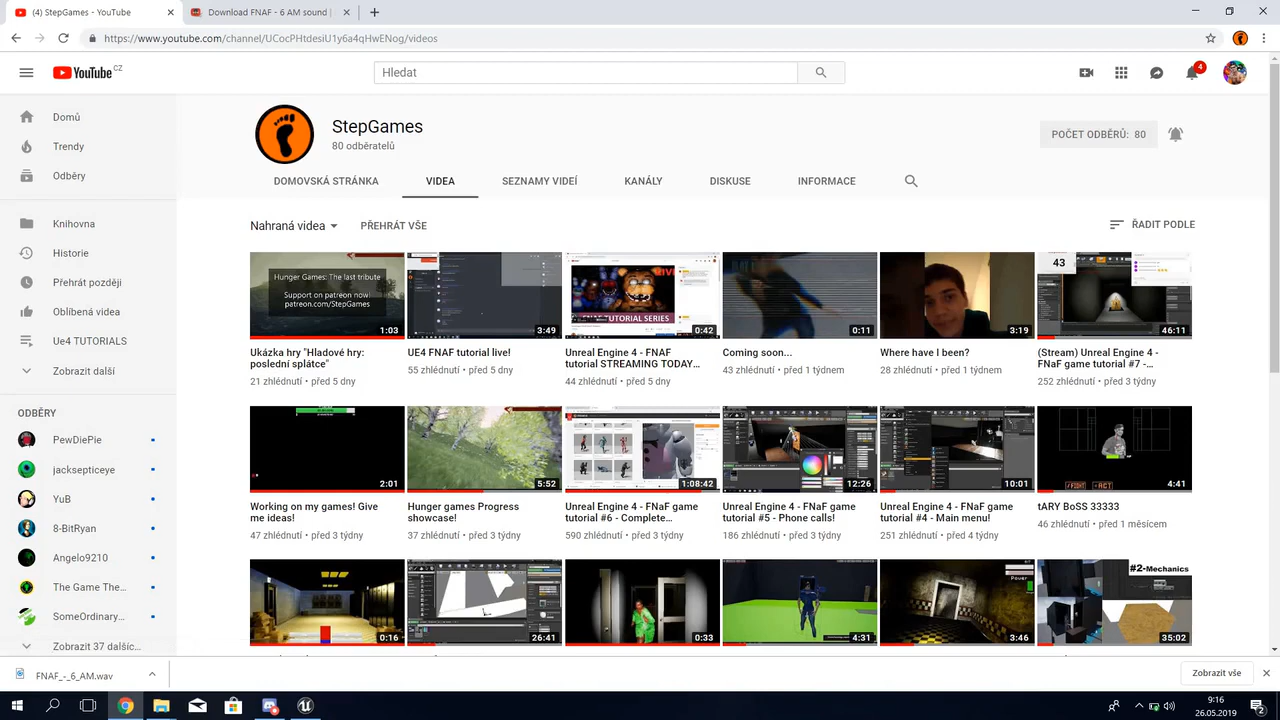 (4) StepGames - YouTube
Download FNAF - 6 AM sound |
https://www.youtube.com/channel/UCocPHtdesiU1y6a4qHwENog/videos
YouTube CZ
Hledat
4
Domů
Trendy
Odběry
Knihovna
Historie
Přehrát později
Oblíbená videa
UE4 TUTORIALS
Zobrazit další
ODBĚRY
PewDiePie
jacksepticeye
YuB
8-BitRyan
Angelo9210
The Game The...
SomeOrdinary...
Zobrazit 37 dalšíc...
StepGames
80 odběratelů
POČET ODBĚRŮ: 80
DOMOVSKÁ STRÁNKA
VIDEA
SEZNAMY VIDEÍ
KANÁLY
DISKUSE
INFORMACE
Nahraná videa
PŘEHRÁT VŠE
ŘADIT PODLE
Hunger Games: The last tribute
Support on patreon now!
patreon.com/StepGames
1:03
Ukázka hry "Hladové hry:
poslední splátce"
21 zhlédnutí • před 5 dny
3:49
UE4 FNAF tutorial live!
55 zhlédnutí • před 5 dny
TUTORIAL SERIES
0:42
Unreal Engine 4 - FNAF
tutorial STREAMING TODAY...
44 zhlédnutí • před 5 dny
0:11
Coming soon...
43 zhlédnutí • před 1 týdnem
3:19
Where have I been?
28 zhlédnutí • před 1 týdnem
43
46:11
(Stream) Unreal Engine 4 -
FNaF game tutorial #7 -...
252 zhlédnutí • před 3 týdny
2:01
Working on my games! Give
me ideas!
47 zhlédnutí • před 3 týdny
5:52
Hunger games Progress
showcase!
37 zhlédnutí • před 3 týdny
1:08:42
Unreal Engine 4 - FNaF game
tutorial #6 - Complete...
590 zhlédnutí • před 3 týdny
12:26
Unreal Engine 4 - FNaF game
tutorial #5 - Phone calls!
186 zhlédnutí • před 3 týdny
10:01
Unreal Engine 4 - FNaF game
tutorial #4 - Main menu!
251 zhlédnutí • před 4 týdny
FIGHT
ACT
4:41
tARY BoSS 33333
46 zhlédnutí • před 1 měsícem
0:16
26:41
0:33
4:31
Power
3:46
#2-Mechanics
35:02
FNAF_-_6_AM.wav
Zobrazit vše
9:16
26.05.2019
2